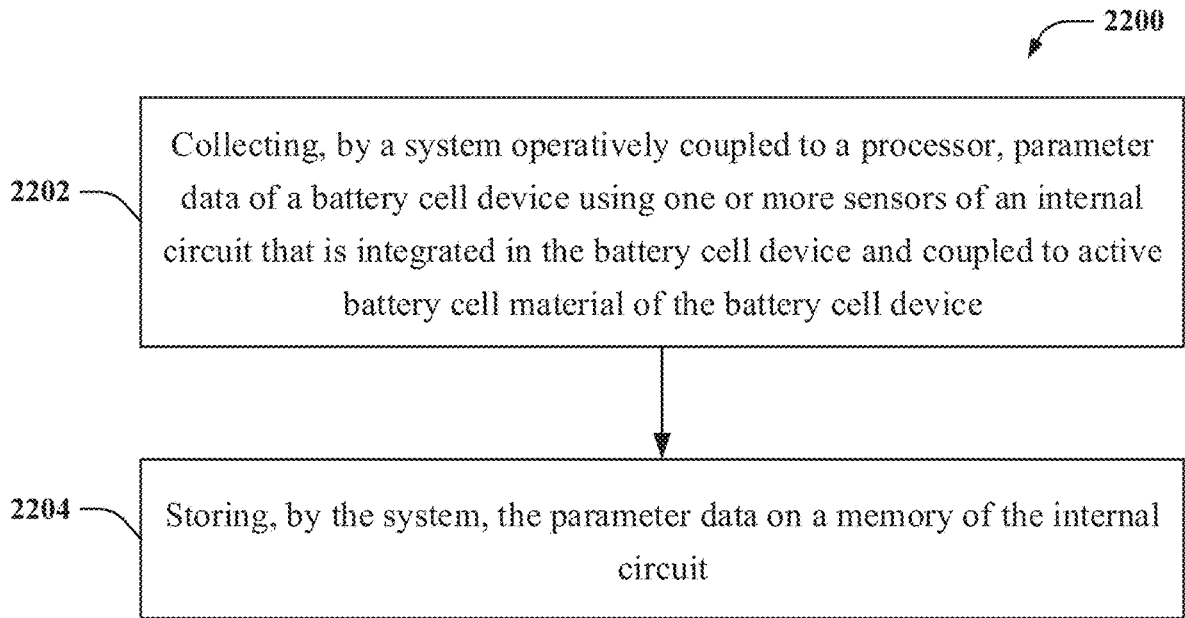 2200
2202
Collecting, by a system operatively coupled to a processor, parameter
data of a battery cell device using one or more sensors of an internal
circuit that is integrated in the battery cell device and coupled to active
battery cell material of the battery cell device
2204
Storing, by the system, the parameter data on a memory of the internal
circuit